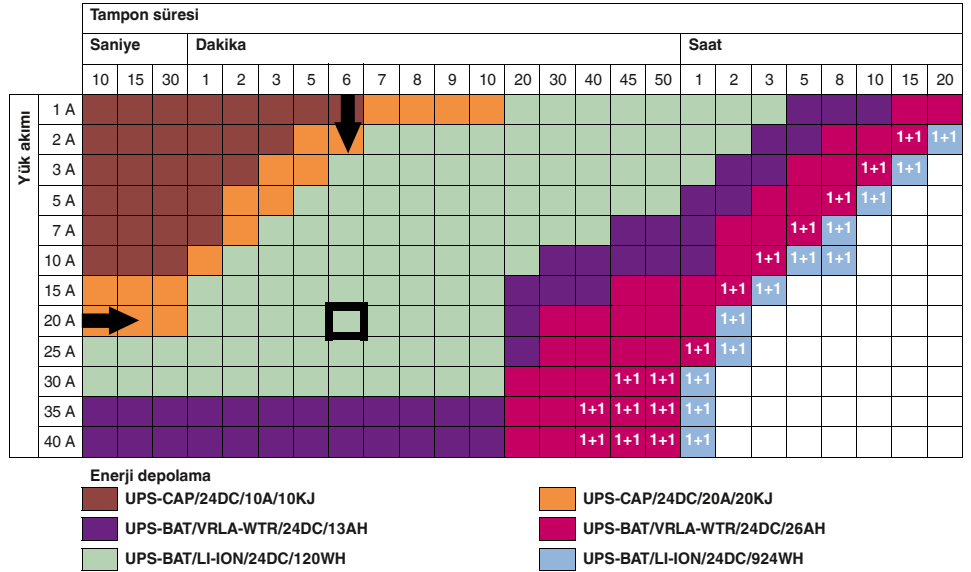 Tampon süresi
Saniye Dakika Saat
10 15 30 1 2 3 5 6 7 8 9 10 20 30 40 45 50 1 2 3 5 8 10 15 20
Yük akımı
1 A
2 A 1+1 1+1
3 A 1+1 1+1
5 A 1+1 1+1
7 A 1+1 1+1
10 A 1+1 1+1 1+1
15 A 1+1 1+1
20 A 1+1
25 A 1+1 1+1
30 A 1+1 1+1 1+1
35 A 1+1 1+1 1+1 1+1
40 A 1+1 1+1 1+1 1+1
Enerji depolama
UPS-CAP/24DC/10A/10KJ UPS-CAP/24DC/20A/20KJ
UPS-BAT/VRLA-WTR/24DC/13AH UPS-BAT/VRLA-WTR/24DC/26AH
UPS-BAT/LI-ION/24DC/120WH UPS-BAT/LI-ION/24DC/924WH